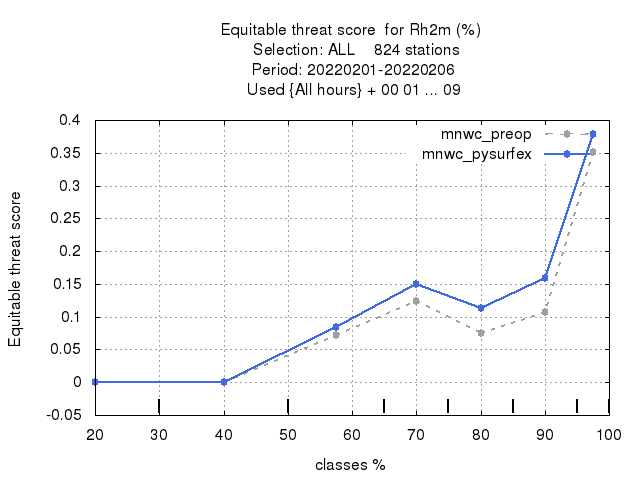 Equitable threat score  for Rh2m (%)
Selection: ALL    824 stations
Period: 20220201-20220206
Used {All hours} + 00 01 ... 09
mnwc_preop
mnwc_pysurfex
Equitable threat score
0.4
0.35
0.3
0.25
0.2
0.15
0.1
0.05
0
-0.05
20 30 40 50 60 70 80 90 100
classes %